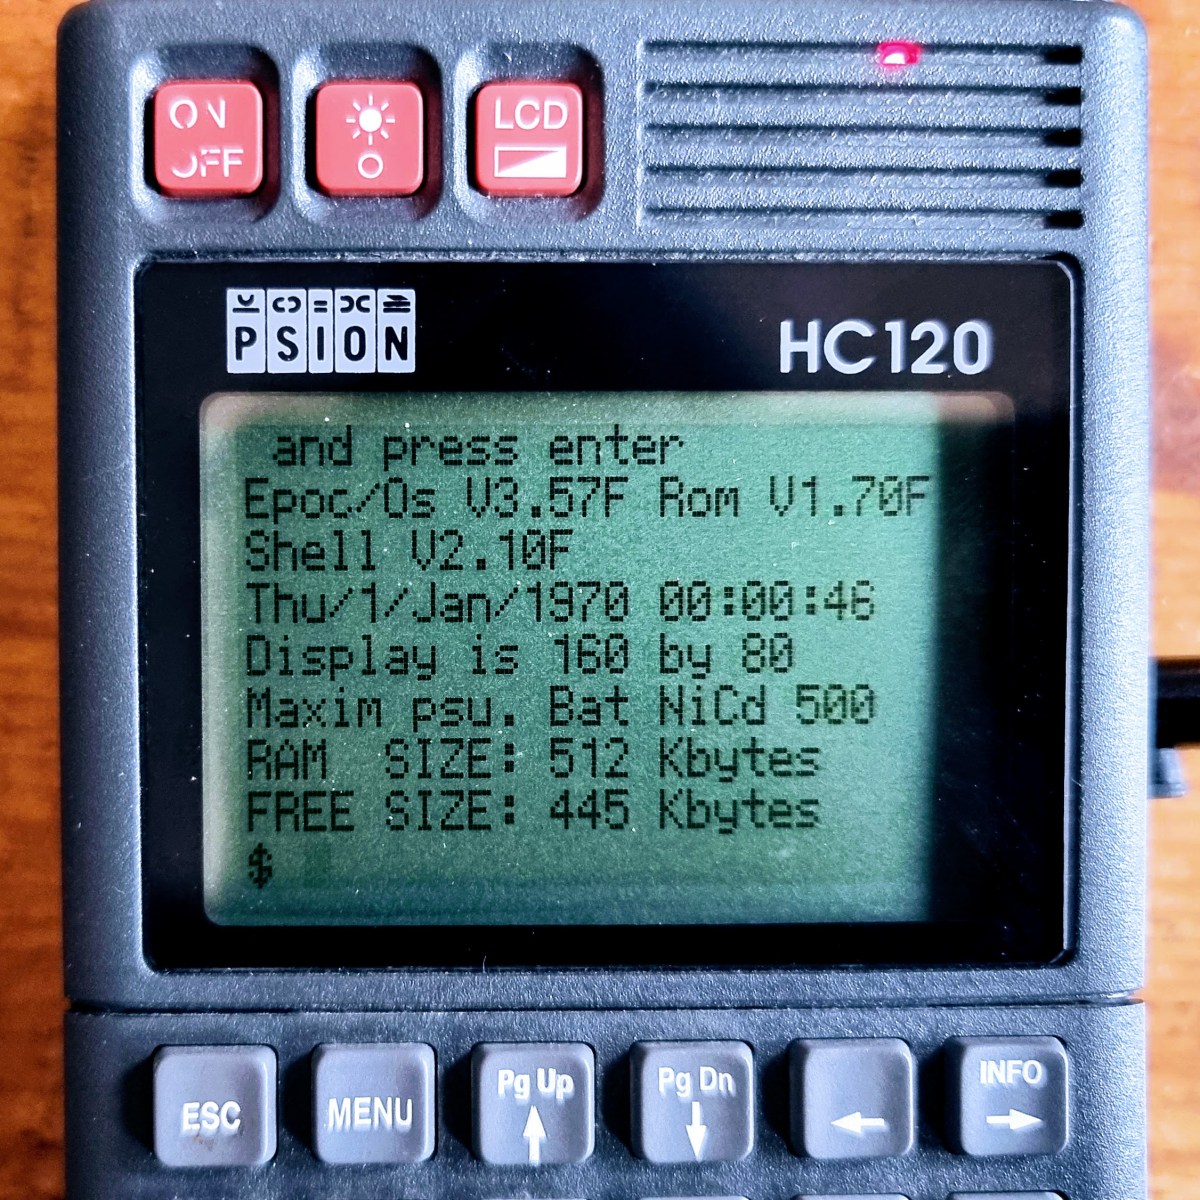 ON
OFF
LCD
PSION
HC120
and press enter
Epoc/Os V3.57F Rom V1.70F
Shell V2.10F
Thu/1/Jan/1970 00:00:46
Display is 160 by 80
Maxim psu. Bat NiCd 500
RAM  SIZE: 512 Kbytes
FREE SIZE: 445 Kbytes
$
ESC
MENU
Pg Up
Pg Dn
INFO